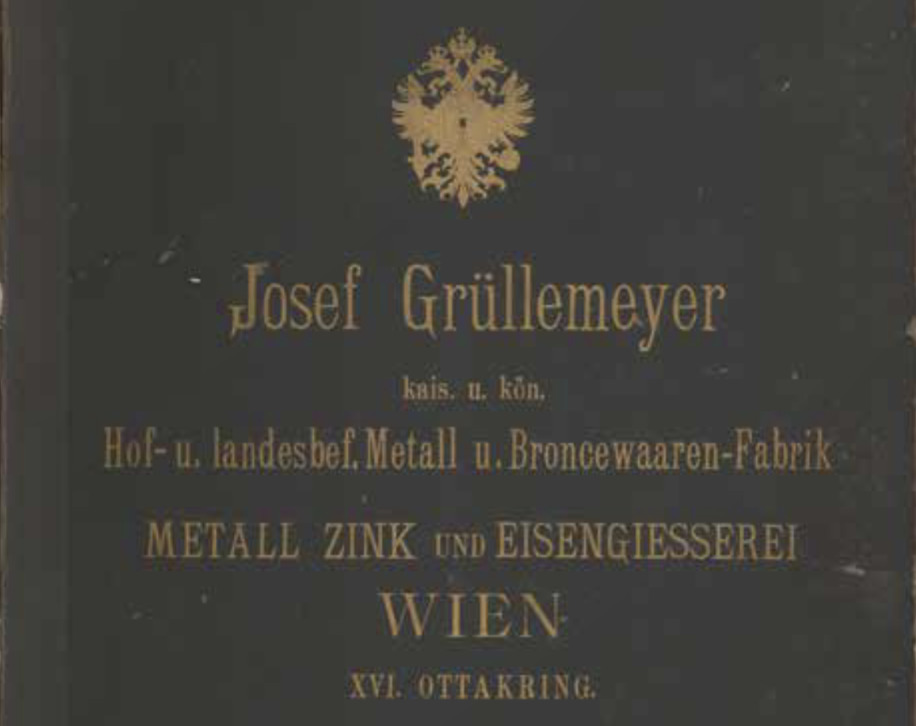 Josef Grüllemeyer
kais. u. kön.
Hof- u. landesbef. Metall u. Broncewaaren-Fabrik
METALL ZINK UND EISENGIESSEREI
WIEN
XVI. OTTAKRING.